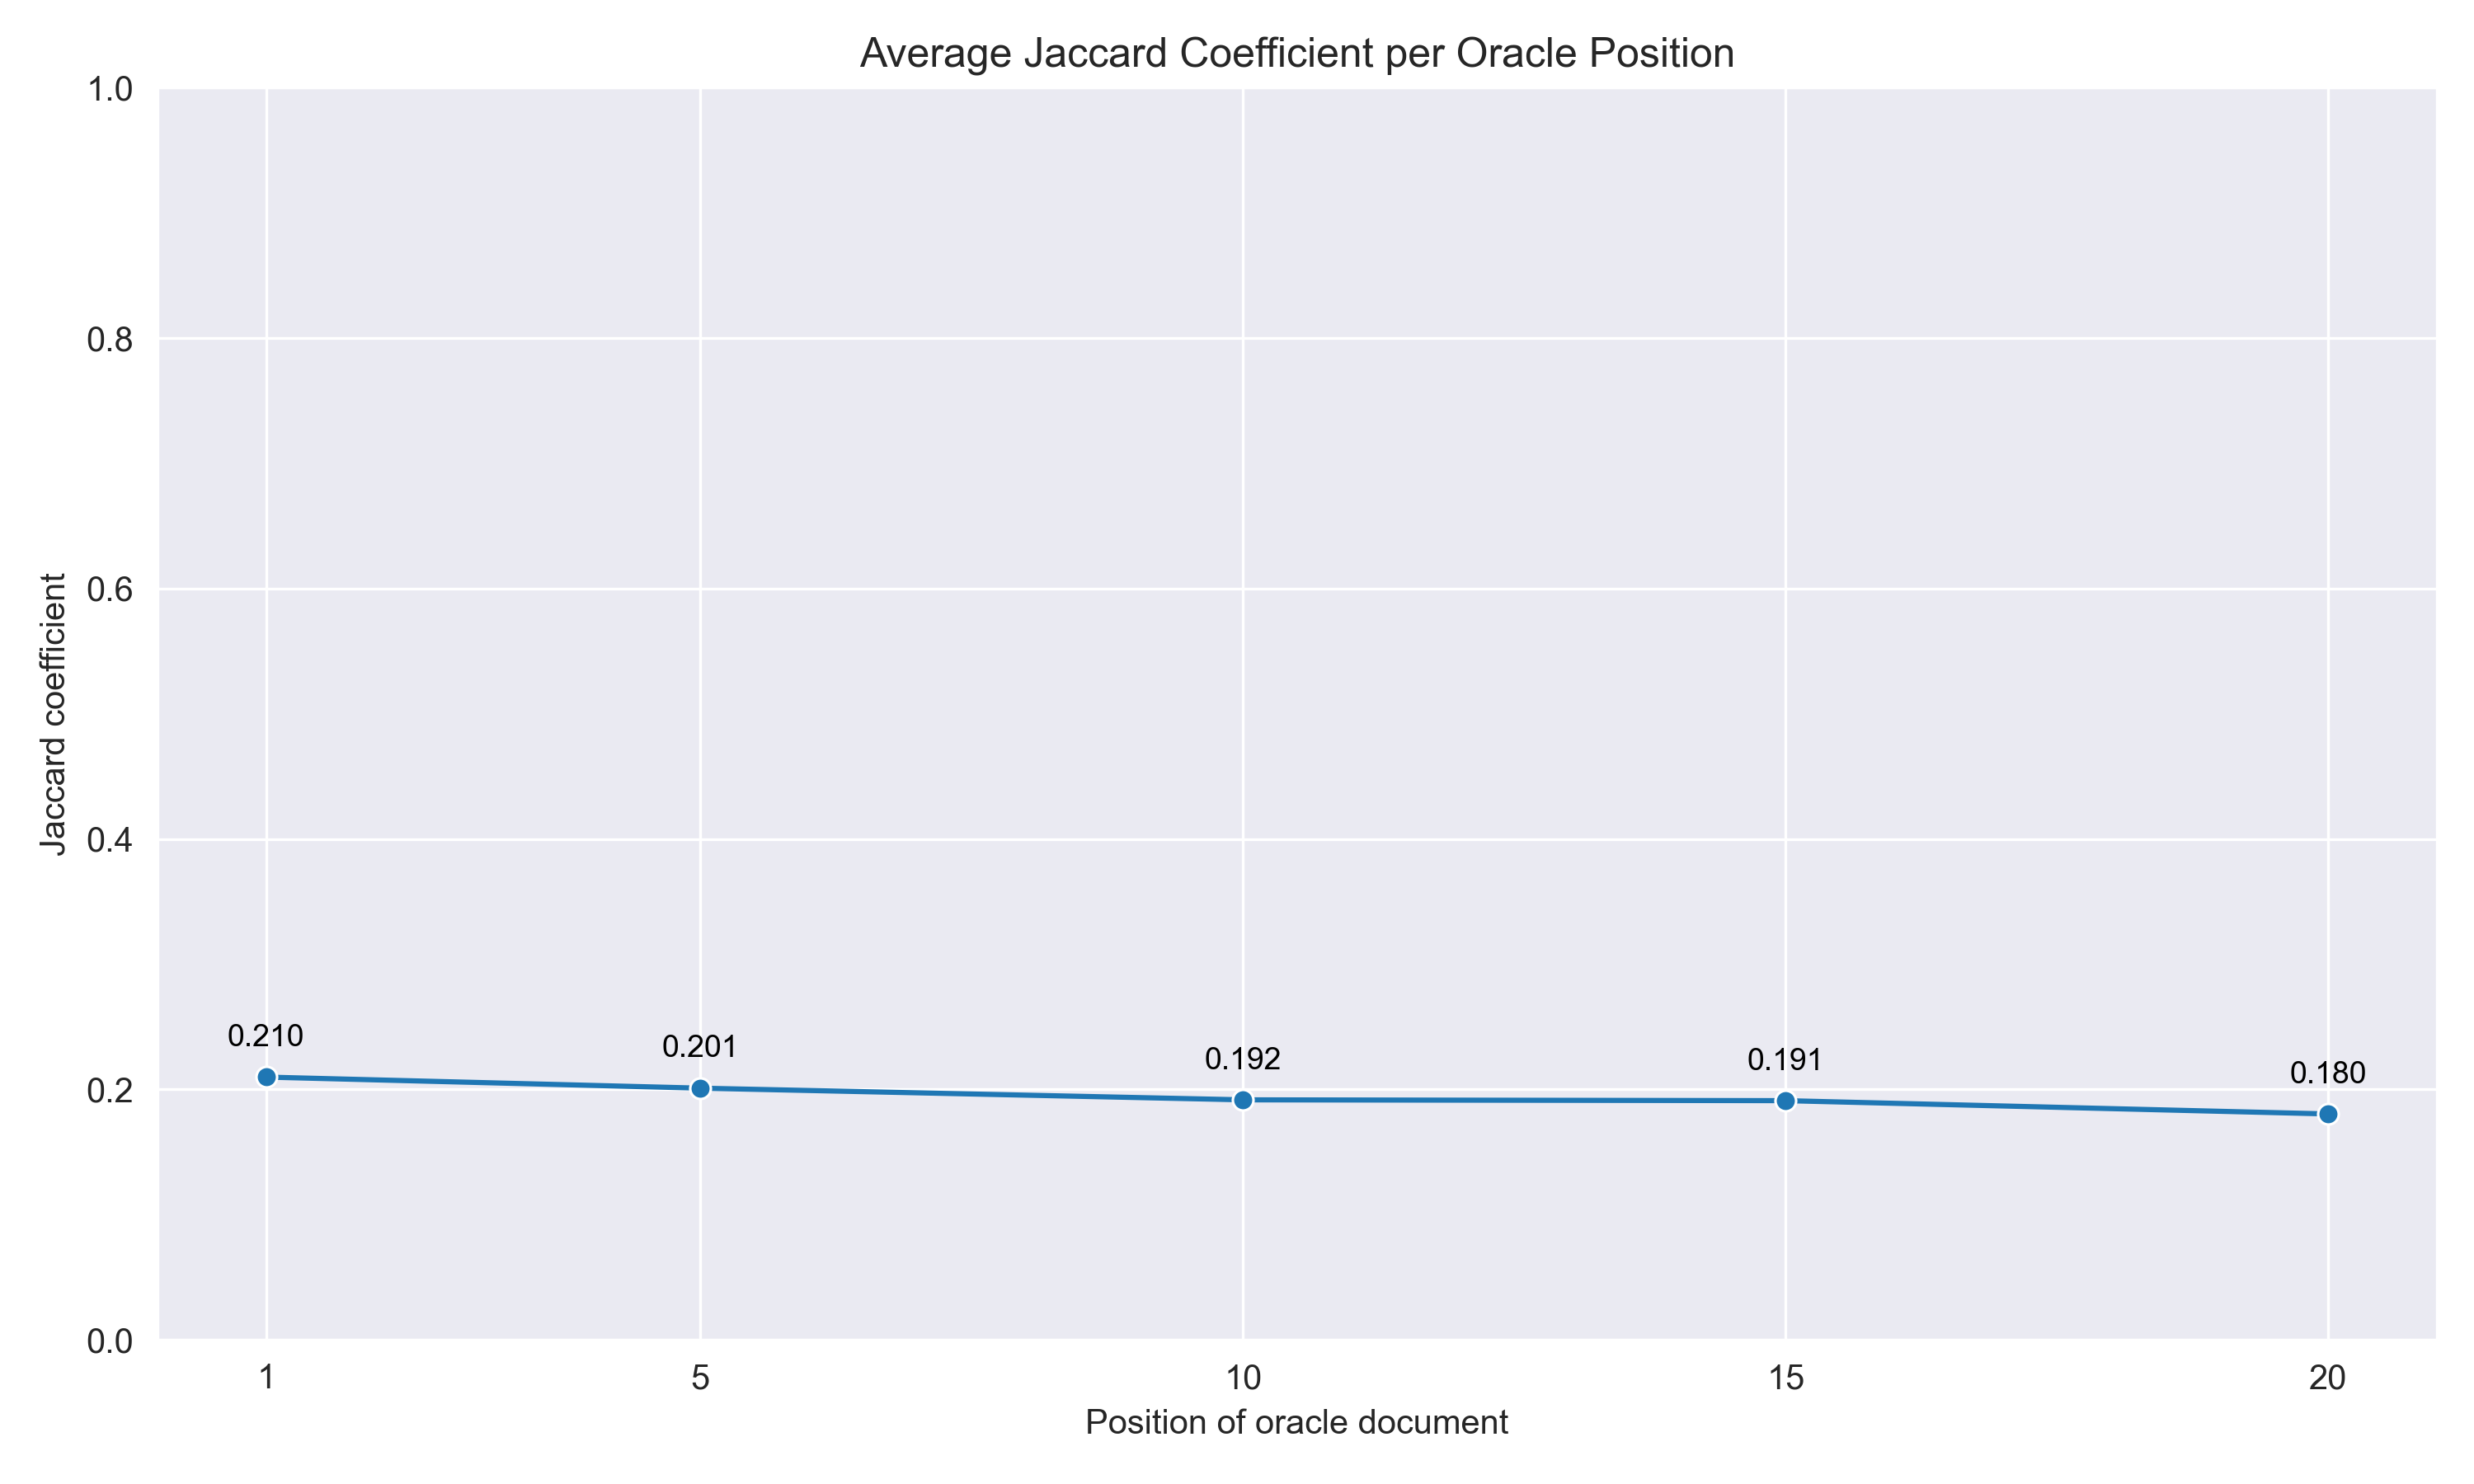 Average Jaccard Coefficient per Oracle Position
1.0
0.8
0.6
0.4
0.2
0.0
Jaccard coefficient
0.210
0.201
0.192
0.191
0.180
1 5 10 15 20
Position of oracle document